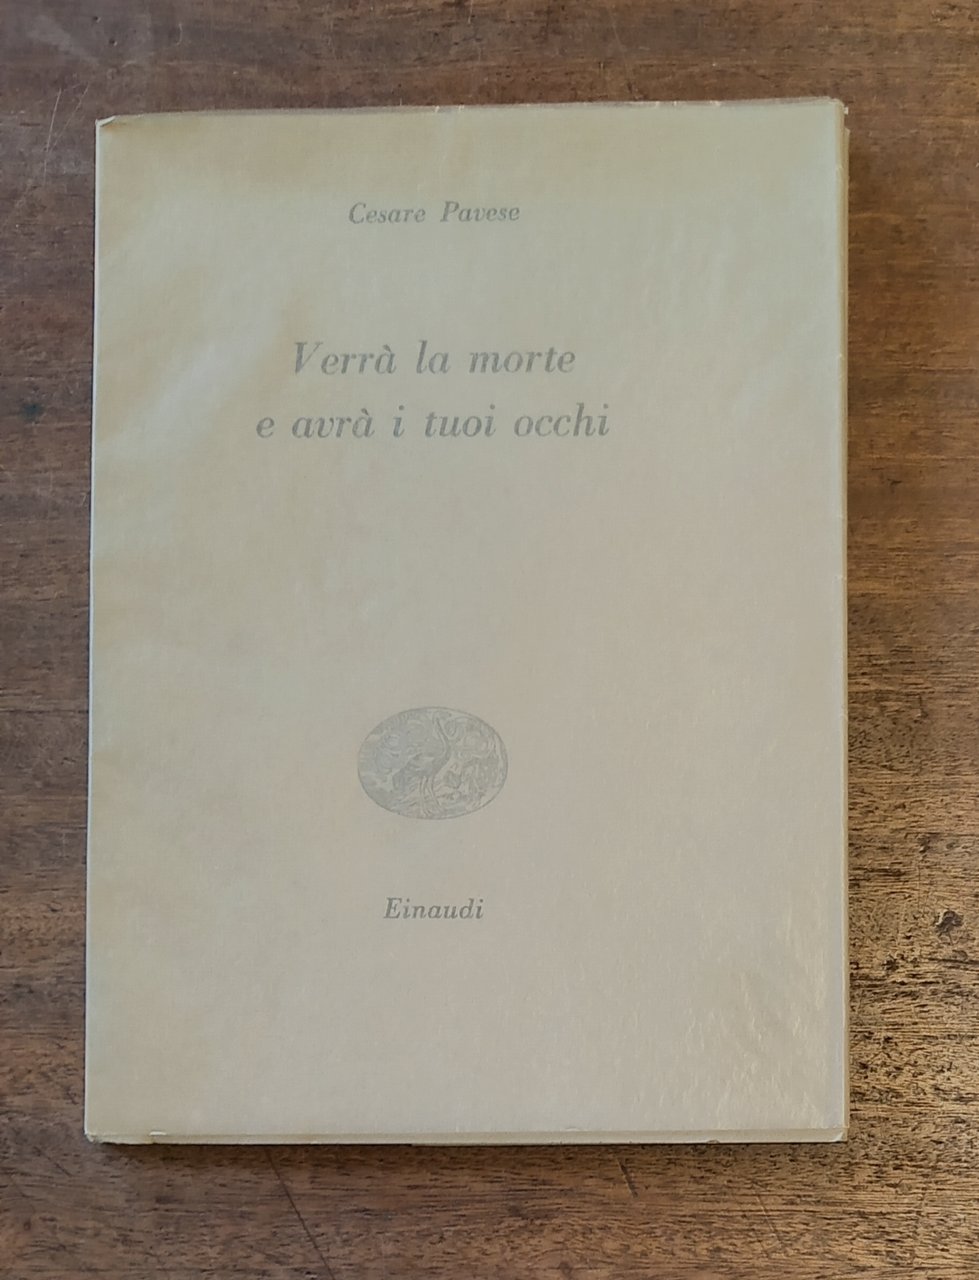 Cesare Pavese
Verrà la morte
e avrà i tuoi occhi
Einaudi